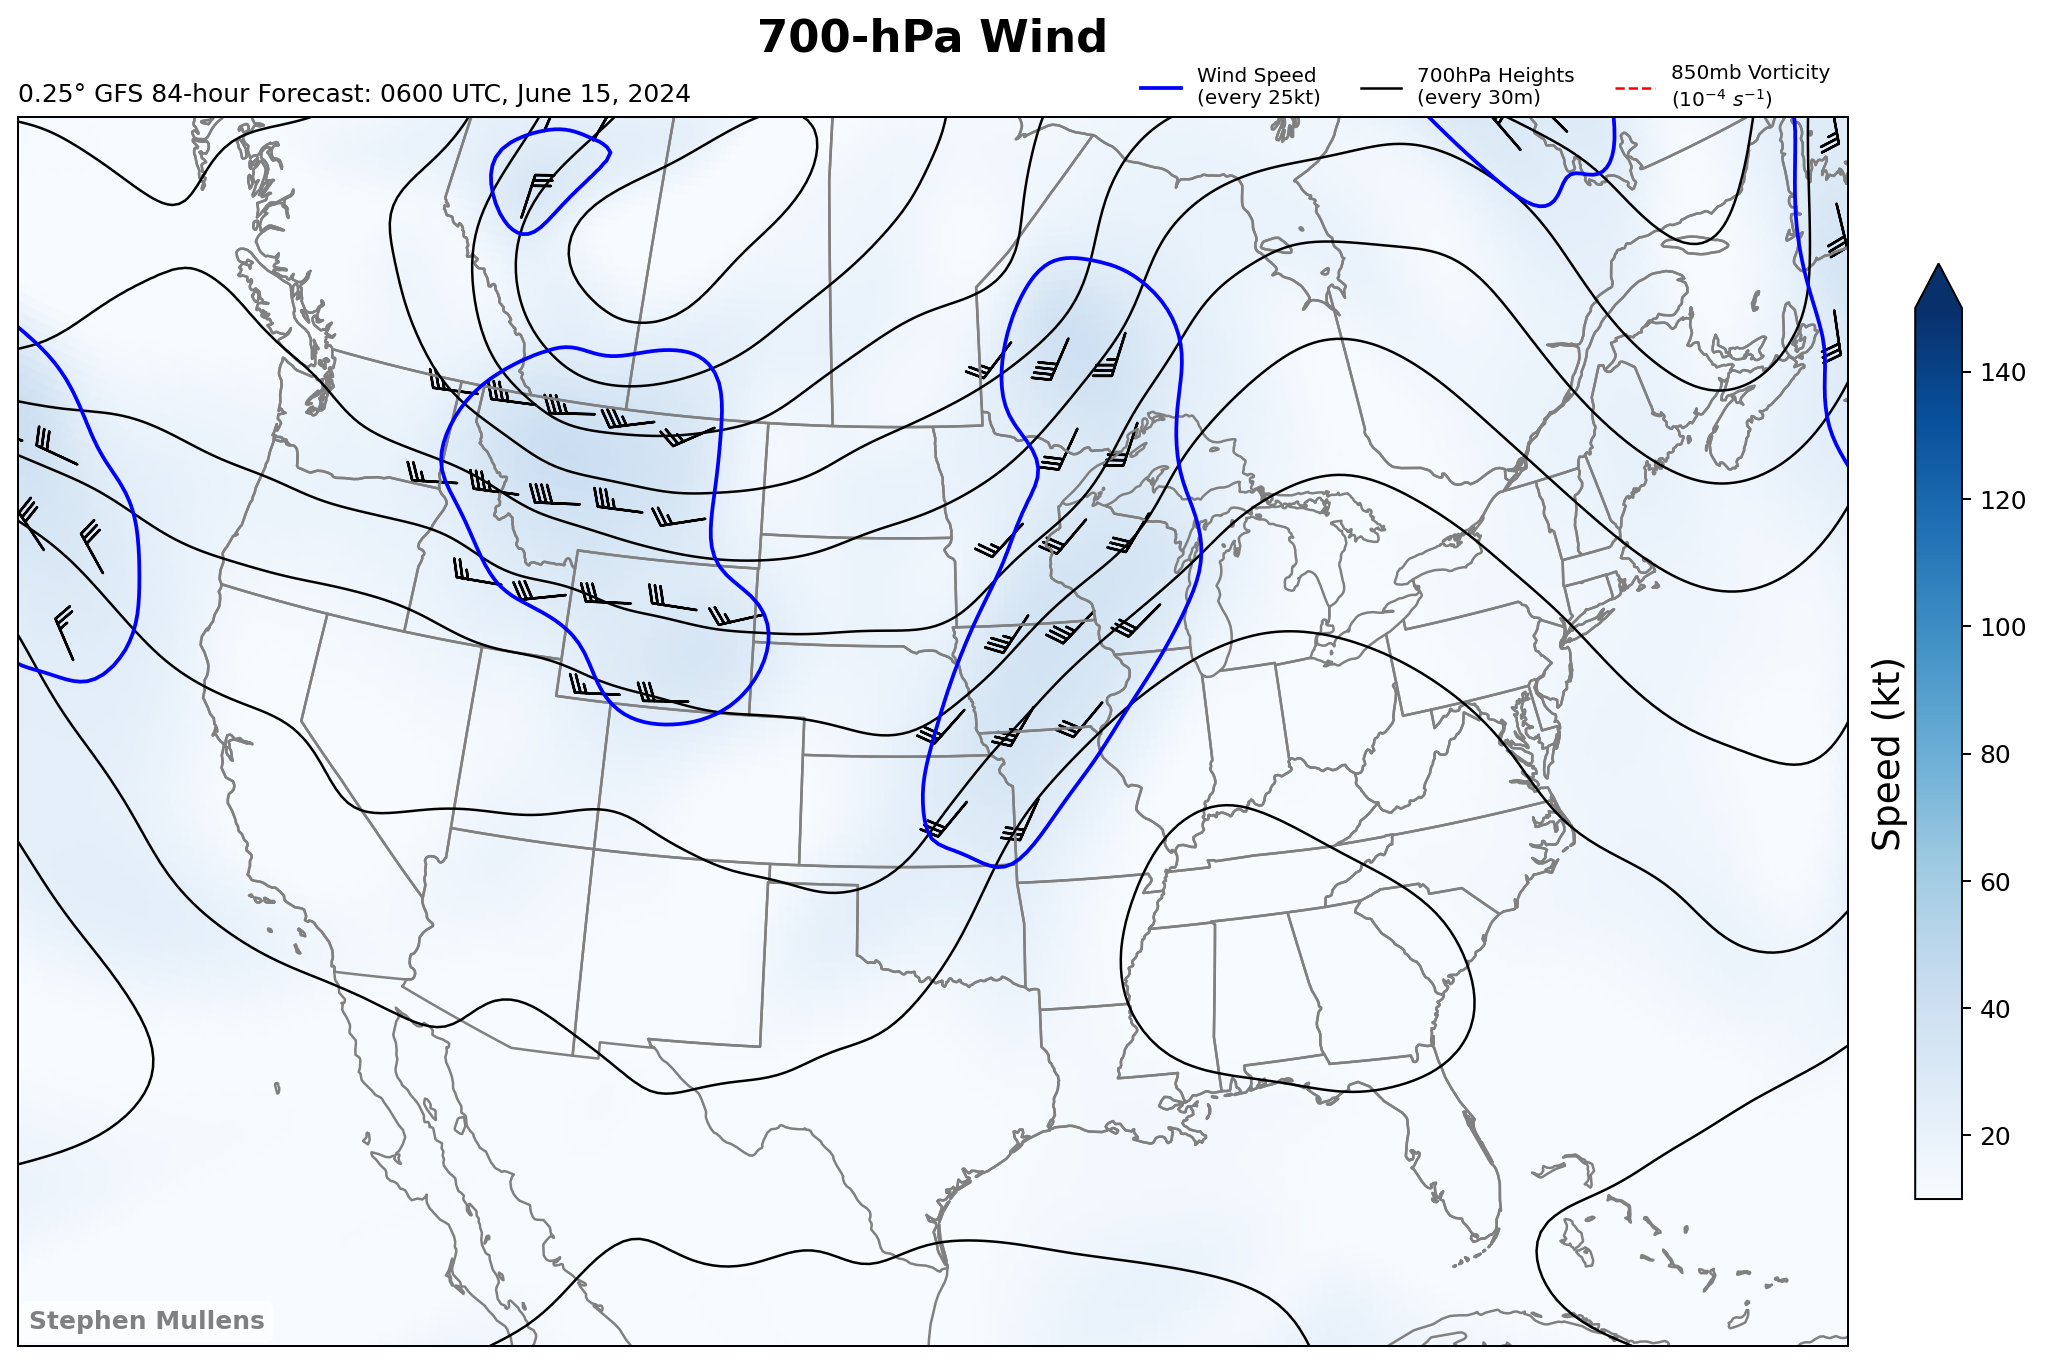 700-hPa Wind
0.25° GFS 84-hour Forecast: 0600 UTC, June 15, 2024
Wind Speed
(every 25kt)
700hPa Heights
(every 30m)
850mb Vorticity
(10⁻⁴ s⁻¹)
140
120
100
80
60
40
20
Speed (kt)
Stephen Mullens